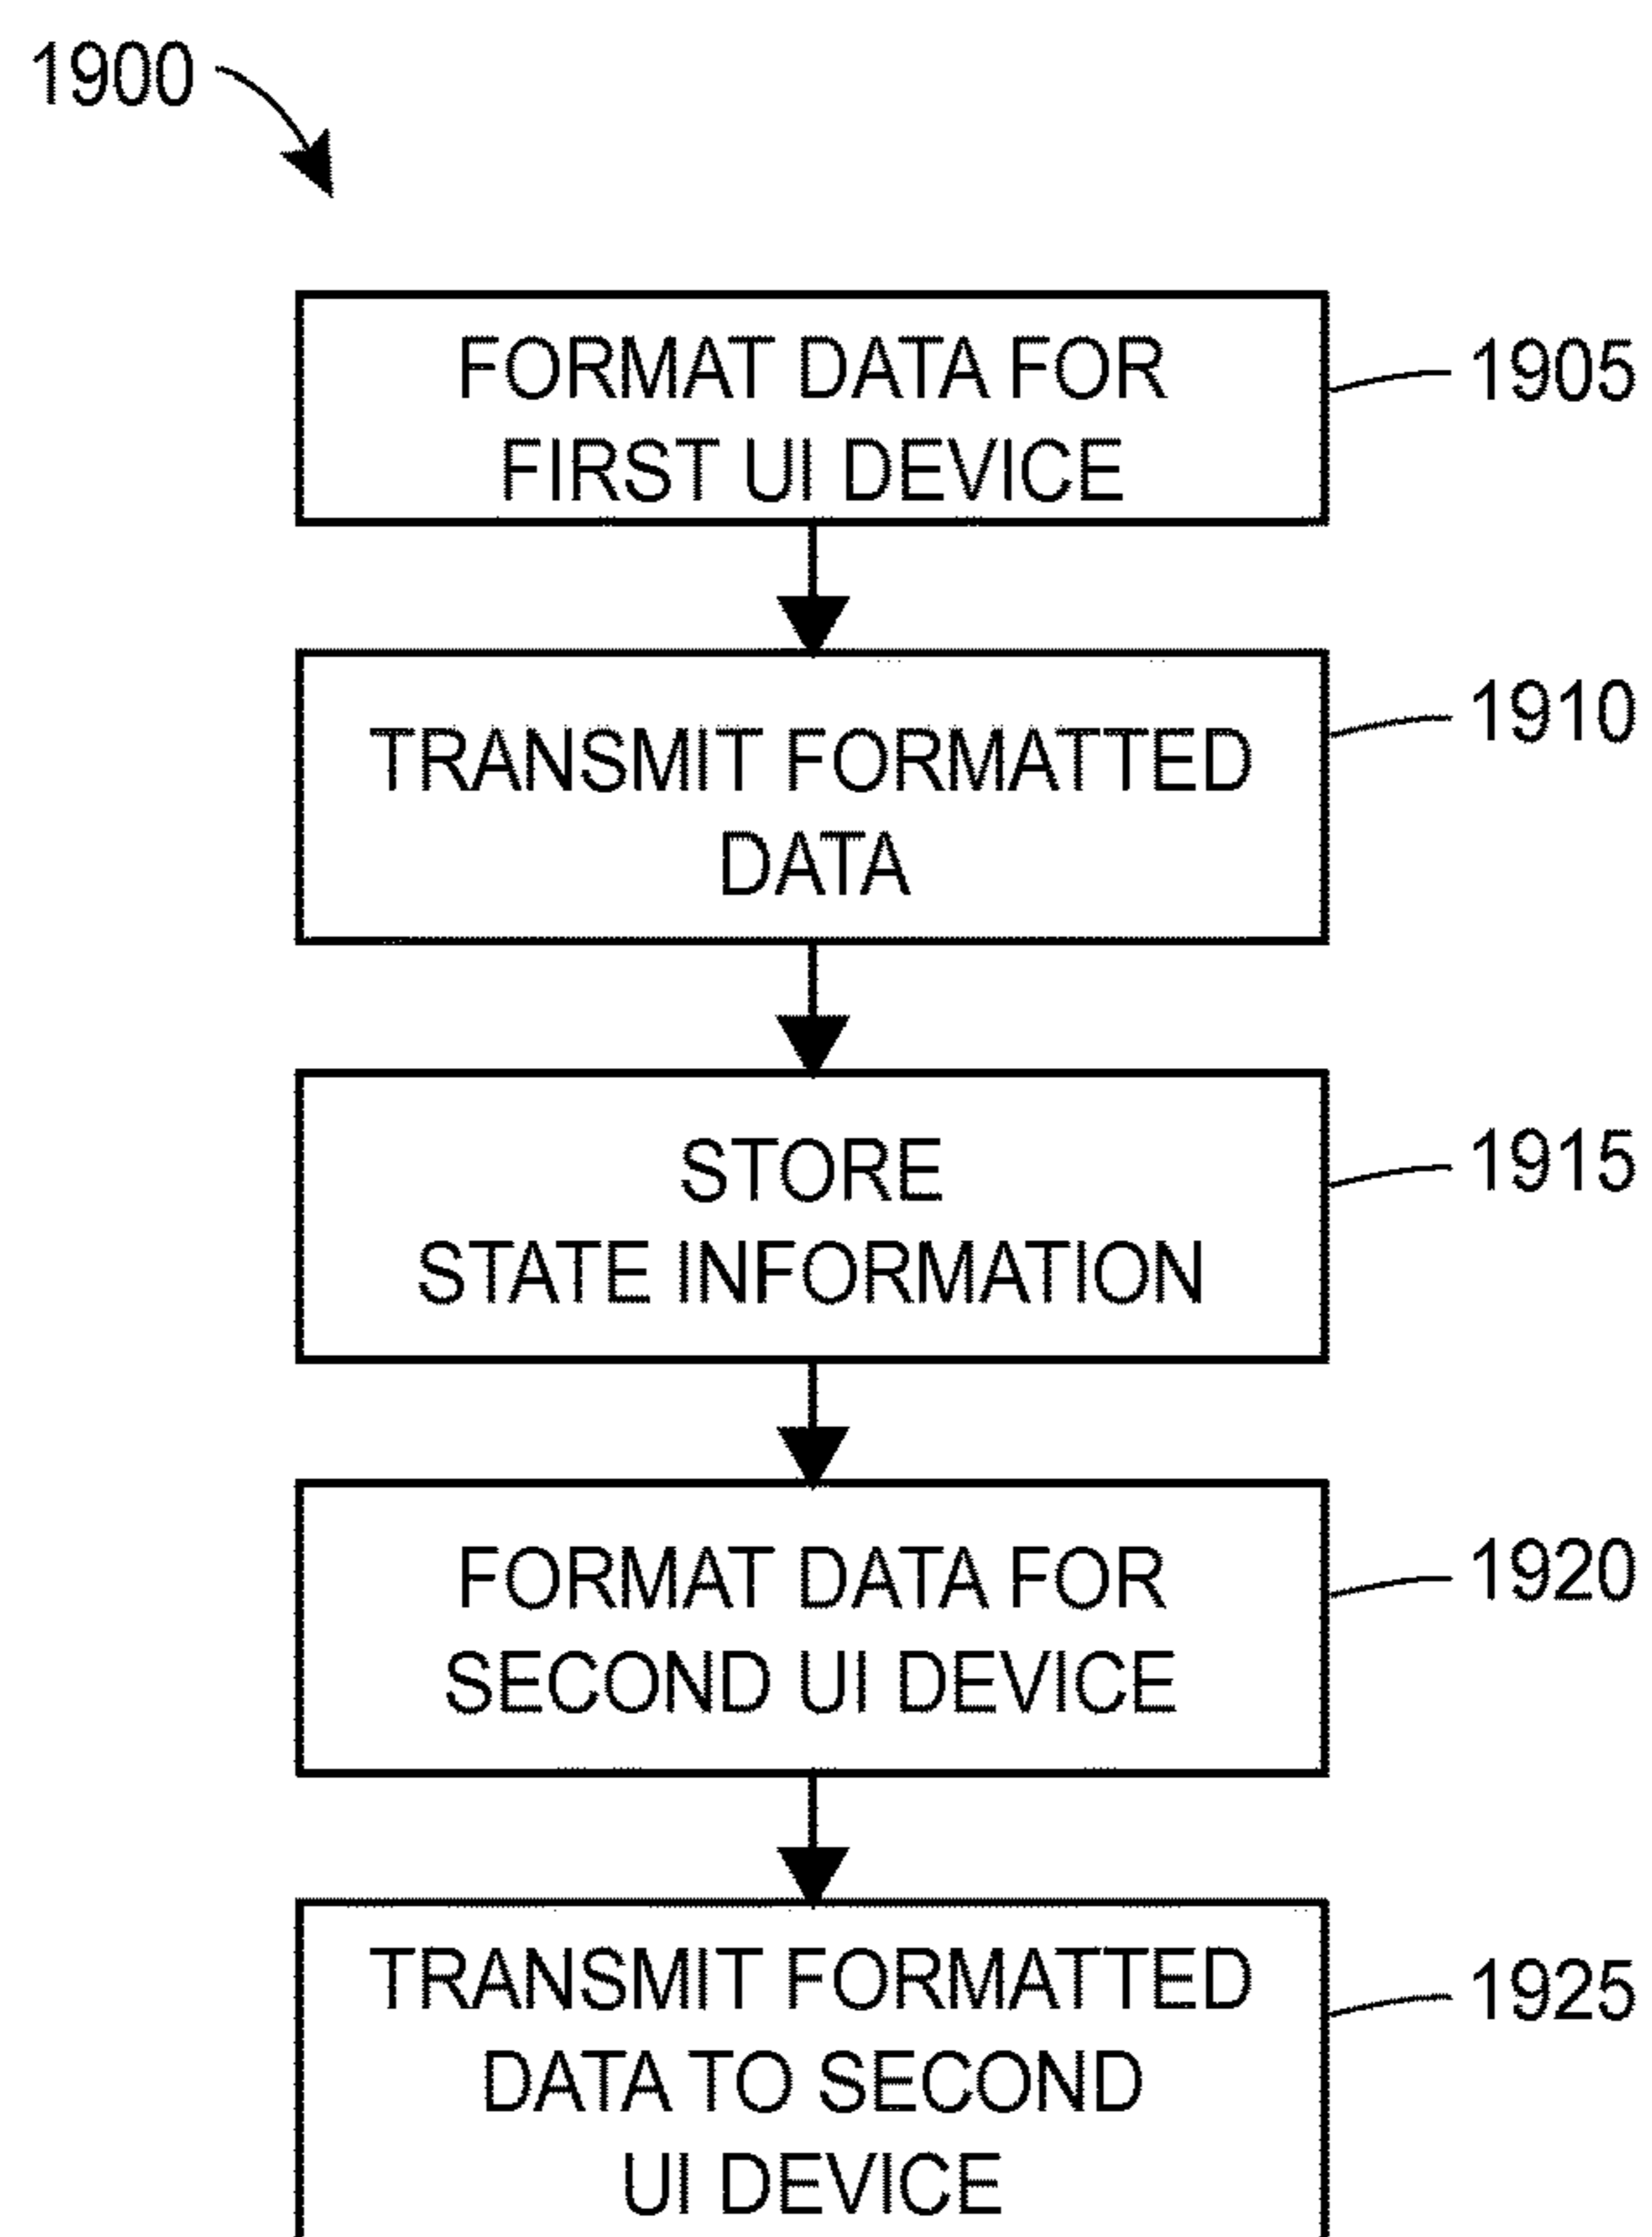 1900
FORMAT DATA FOR
FIRST UI DEVICE
1905
TRANSMIT FORMATTED
DATA
1910
STORE
STATE INFORMATION
1915
FORMAT DATA FOR
SECOND UI DEVICE
1920
TRANSMIT FORMATTED
DATA TO SECOND
UI DEVICE
1925